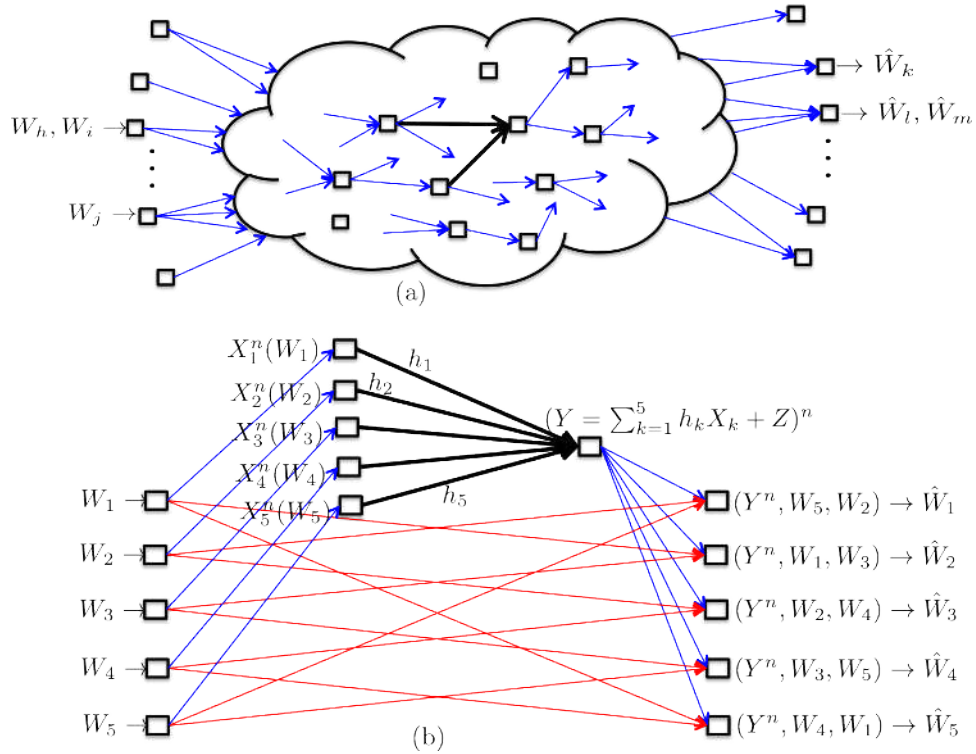 Ŵ_k
W_h, W_i
Ŵ_l, Ŵ_m
W_j
(a)
X_1^n(W_1)
h_1
X_2^n(W_2)
h_2
(Y = ∑_{k=1}^5 h_k X_k + Z)^n
X_3^n(W_3)
X_4^n(W_4)
h_5
X_5^n(W_5)
W_1
(Y^n, W_5, W_2) → Ŵ_1
W_2
(Y^n, W_1, W_3) → Ŵ_2
W_3
(Y^n, W_2, W_4) → Ŵ_3
W_4
(Y^n, W_3, W_5) → Ŵ_4
W_5
(Y^n, W_4, W_1) → Ŵ_5
(b)